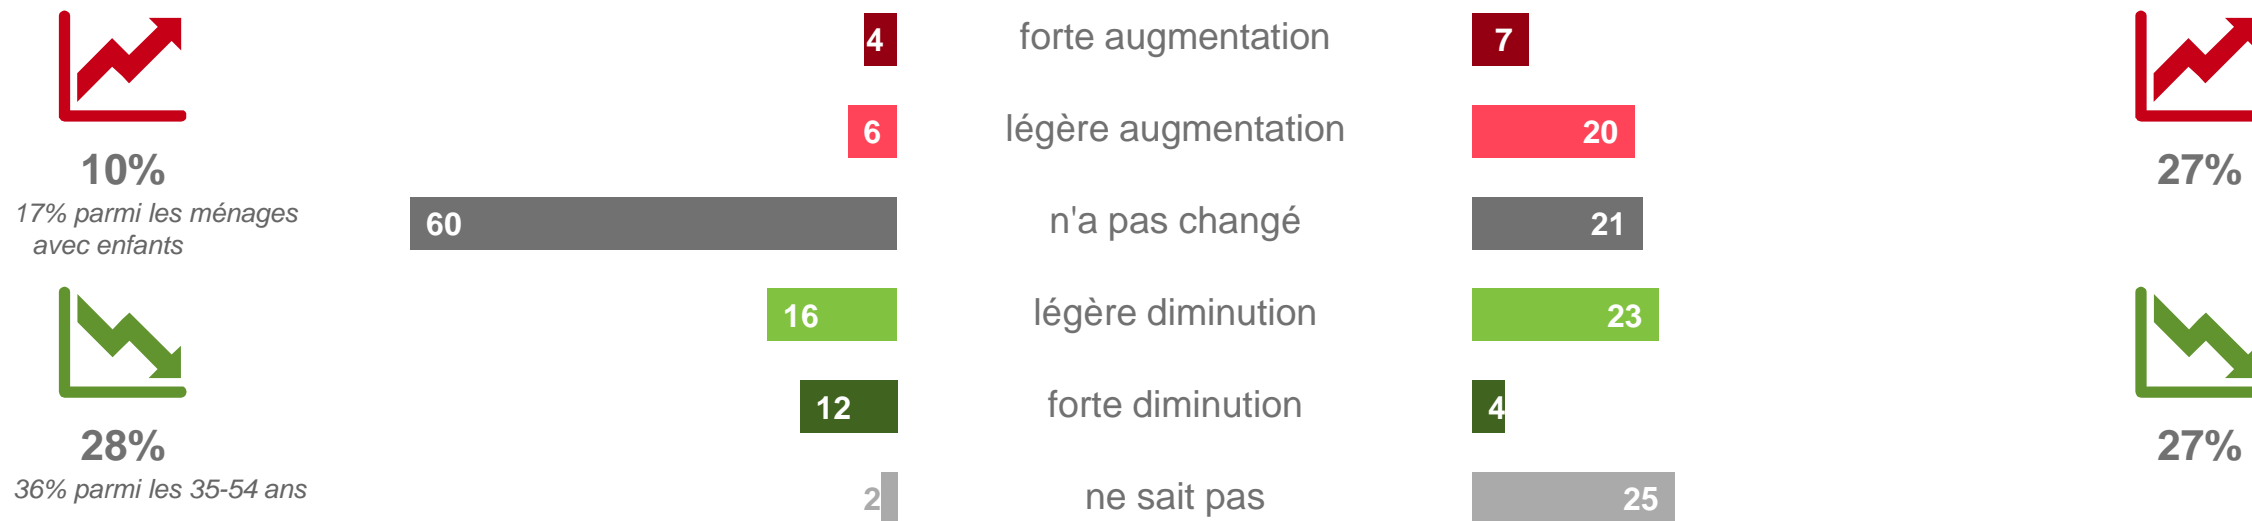 4 forte augmentation 7
6 légère augmentation 20
10%
27%
17% parmi les ménages
avec enfants
60 n'a pas changé 21
16 légère diminution 23
12 forte diminution 4
28%
27%
36% parmi les 35-54 ans
2 ne sait pas 25